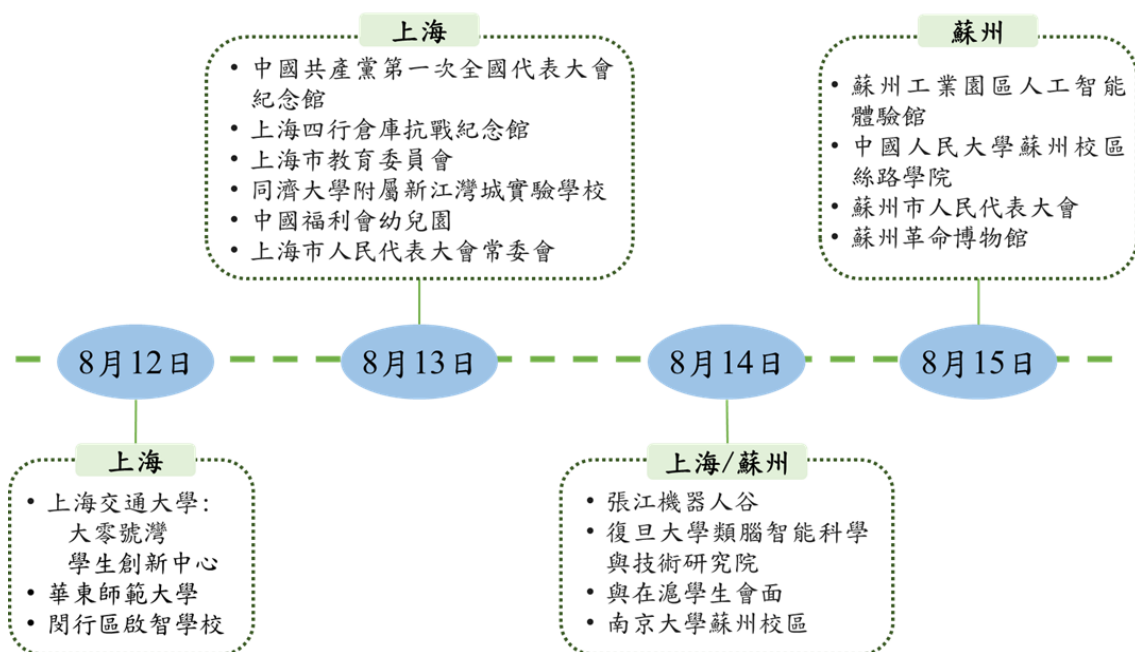 上海
• 中國共產黨第一次全國代表大會
紀念館
• 上海四行倉庫抗戰紀念館
• 上海市教育委員會
• 同濟大學附屬新江灣城實驗學校
• 中國福利會幼兒園
• 上海市人民代表大會常委會
蘇州
• 蘇州工業園區人工智能
體驗館
• 中國人民大學蘇州校區
絲路學院
• 蘇州市人民代表大會
• 蘇州革命博物館
8月12日
8月13日
8月14日
8月15日
上海
• 上海交通大學:
大零號灣
學生創新中心
• 華東師範大學
• 閔行區啟智學校
上海/蘇州
• 張江機器人谷
• 復旦大學類腦智能科學
與技術研究院
• 與在滬學生會面
• 南京大學蘇州校區